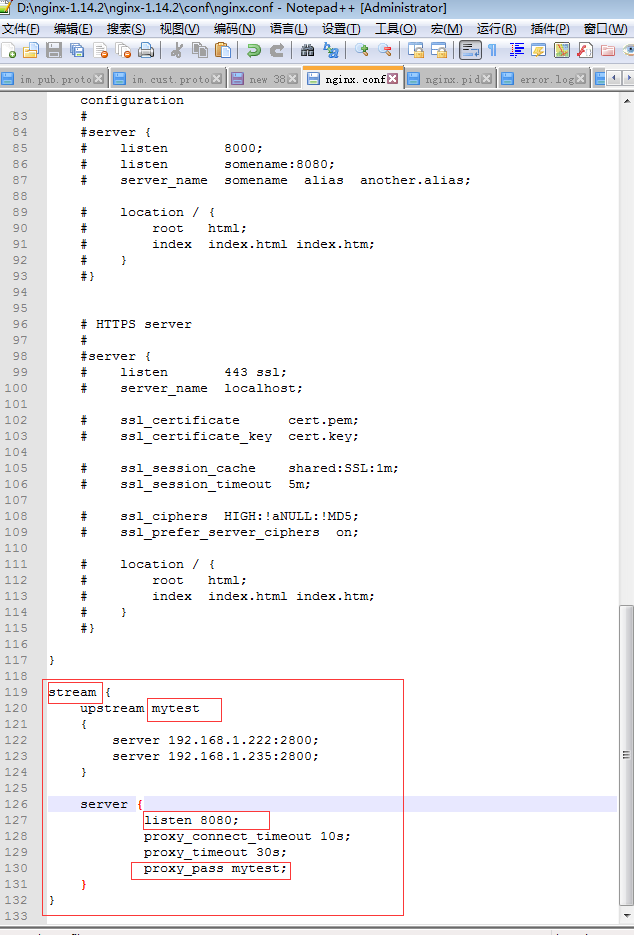 D:\nginx-1.14.2\nginx-1.14.2\conf\nginx.conf - Notepad++ [Administrator]
文件(F) 编辑(E) 搜索(S) 视图(V) 编码(N) 语言(L) 设置(T) 工具(O) 宏(M) 运行(R) 插件(P) 窗口(W)
im.pub.proto im.cust.proto new 38 nginx.conf nginx.pid error.log
configuration
83 #
84 #server {
85 # listen 8000;
86 # listen somename:8080;
87 # server_name somename alias another.alias;
88
89 # location / {
90 # root html;
91 # index index.html index.htm;
92 # }
93 #}
94
95
96 # HTTPS server
97 #
98 #server {
99 # listen 443 ssl;
100 # server_name localhost;
101
102 # ssl_certificate cert.pem;
103 # ssl_certificate_key cert.key;
104
105 # ssl_session_cache shared:SSL:1m;
106 # ssl_session_timeout 5m;
107
108 # ssl_ciphers HIGH:!aNULL:!MD5;
109 # ssl_prefer_server_ciphers on;
110
111 # location / {
112 # root html;
113 # index index.html index.htm;
114 # }
115 #}
116
117 }
118
119 stream {
120 upstream mytest
121 {
122 server 192.168.1.222:2800;
123 server 192.168.1.235:2800;
124 }
125
126 server {
127 listen 8080;
128 proxy_connect_timeout 10s;
129 proxy_timeout 30s;
130 proxy_pass mytest;
131 }
132 }
133